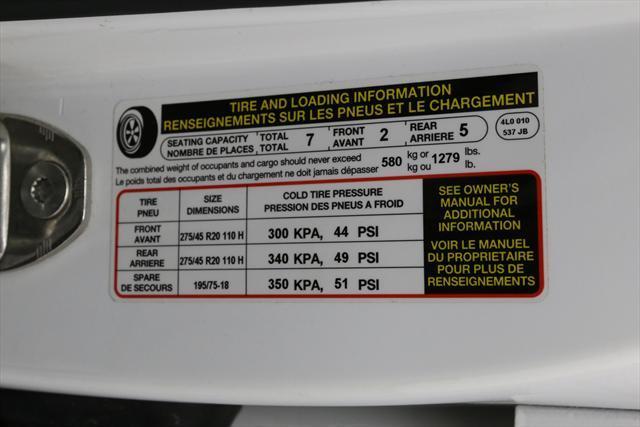 TIRE AND LOADING INFORMATION
RENSEIGNEMENTS SUR LES PNEUS ET LE CHARGEMENT
SEATING CAPACITY TOTAL 7 FRONT 2 REAR 5
NOMBRE DE PLACES TOTAL AVANT ARRIERE
4L0 010
537 JB
The combined weight of occupants and cargo should never exceed 580 kg or 1279 lbs.
Le poids total des occupants et du chargement ne doit jamais dépasser kg ou lb.
TIRE SIZE COLD TIRE PRESSURE
PNEU DIMENSIONS PRESSION DES PNEUS A FROID
FRONT
AVANT 275/45 R20 110 H 300 KPA, 44 PSI
REAR
ARRIERE 275/45 R20 110 H 340 KPA, 49 PSI
SPARE
DE SECOURS 195/75-18 350 KPA, 51 PSI
SEE OWNER'S
MANUAL FOR
ADDITIONAL
INFORMATION
VOIR LE MANUEL
DU PROPRIETAIRE
POUR PLUS DE
RENSEIGNEMENTS